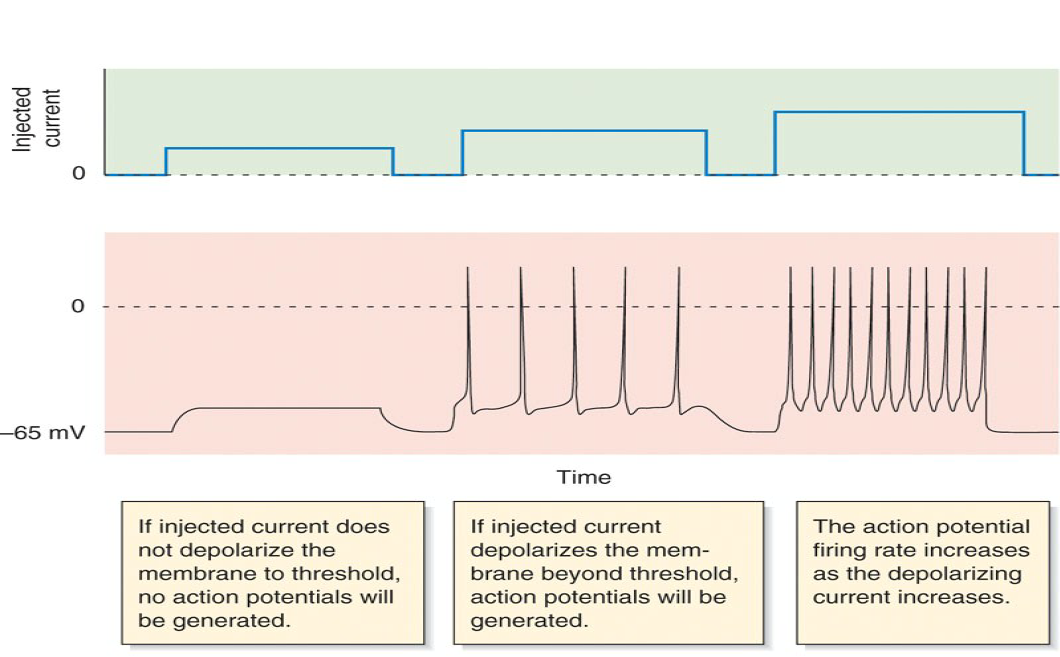 Injected
current
0
0
–65 mV
Time
If injected current does
not depolarize the
membrane to threshold,
no action potentials will
be generated.
If injected current
depolarizes the mem-
brane beyond threshold,
action potentials will be
generated.
The action potential
firing rate increases
as the depolarizing
current increases.